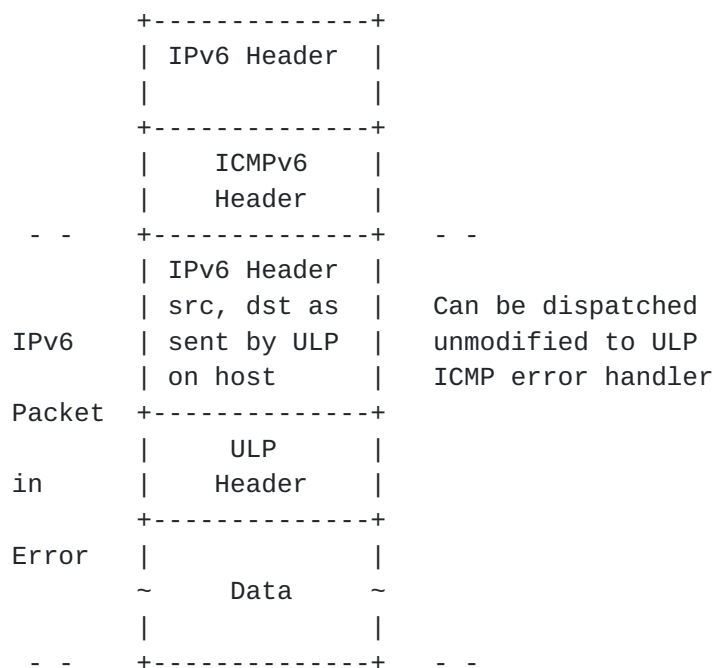 +--------------+
        | IPv6 Header  |
        |              |
        +--------------+
        |    ICMPv6    |
        |    Header    |
 - -    +--------------+   - -
        | IPv6 Header  |
        | src, dst as  |   Can be dispatched
IPv6    | sent by ULP  |   unmodified to ULP
        | on host      |   ICMP error handler
Packet  +--------------+
        |     ULP      |
in      |    Header    |
        +--------------+
Error   |              |
        ~     Data     ~
        |              |
 - -    +--------------+   - -